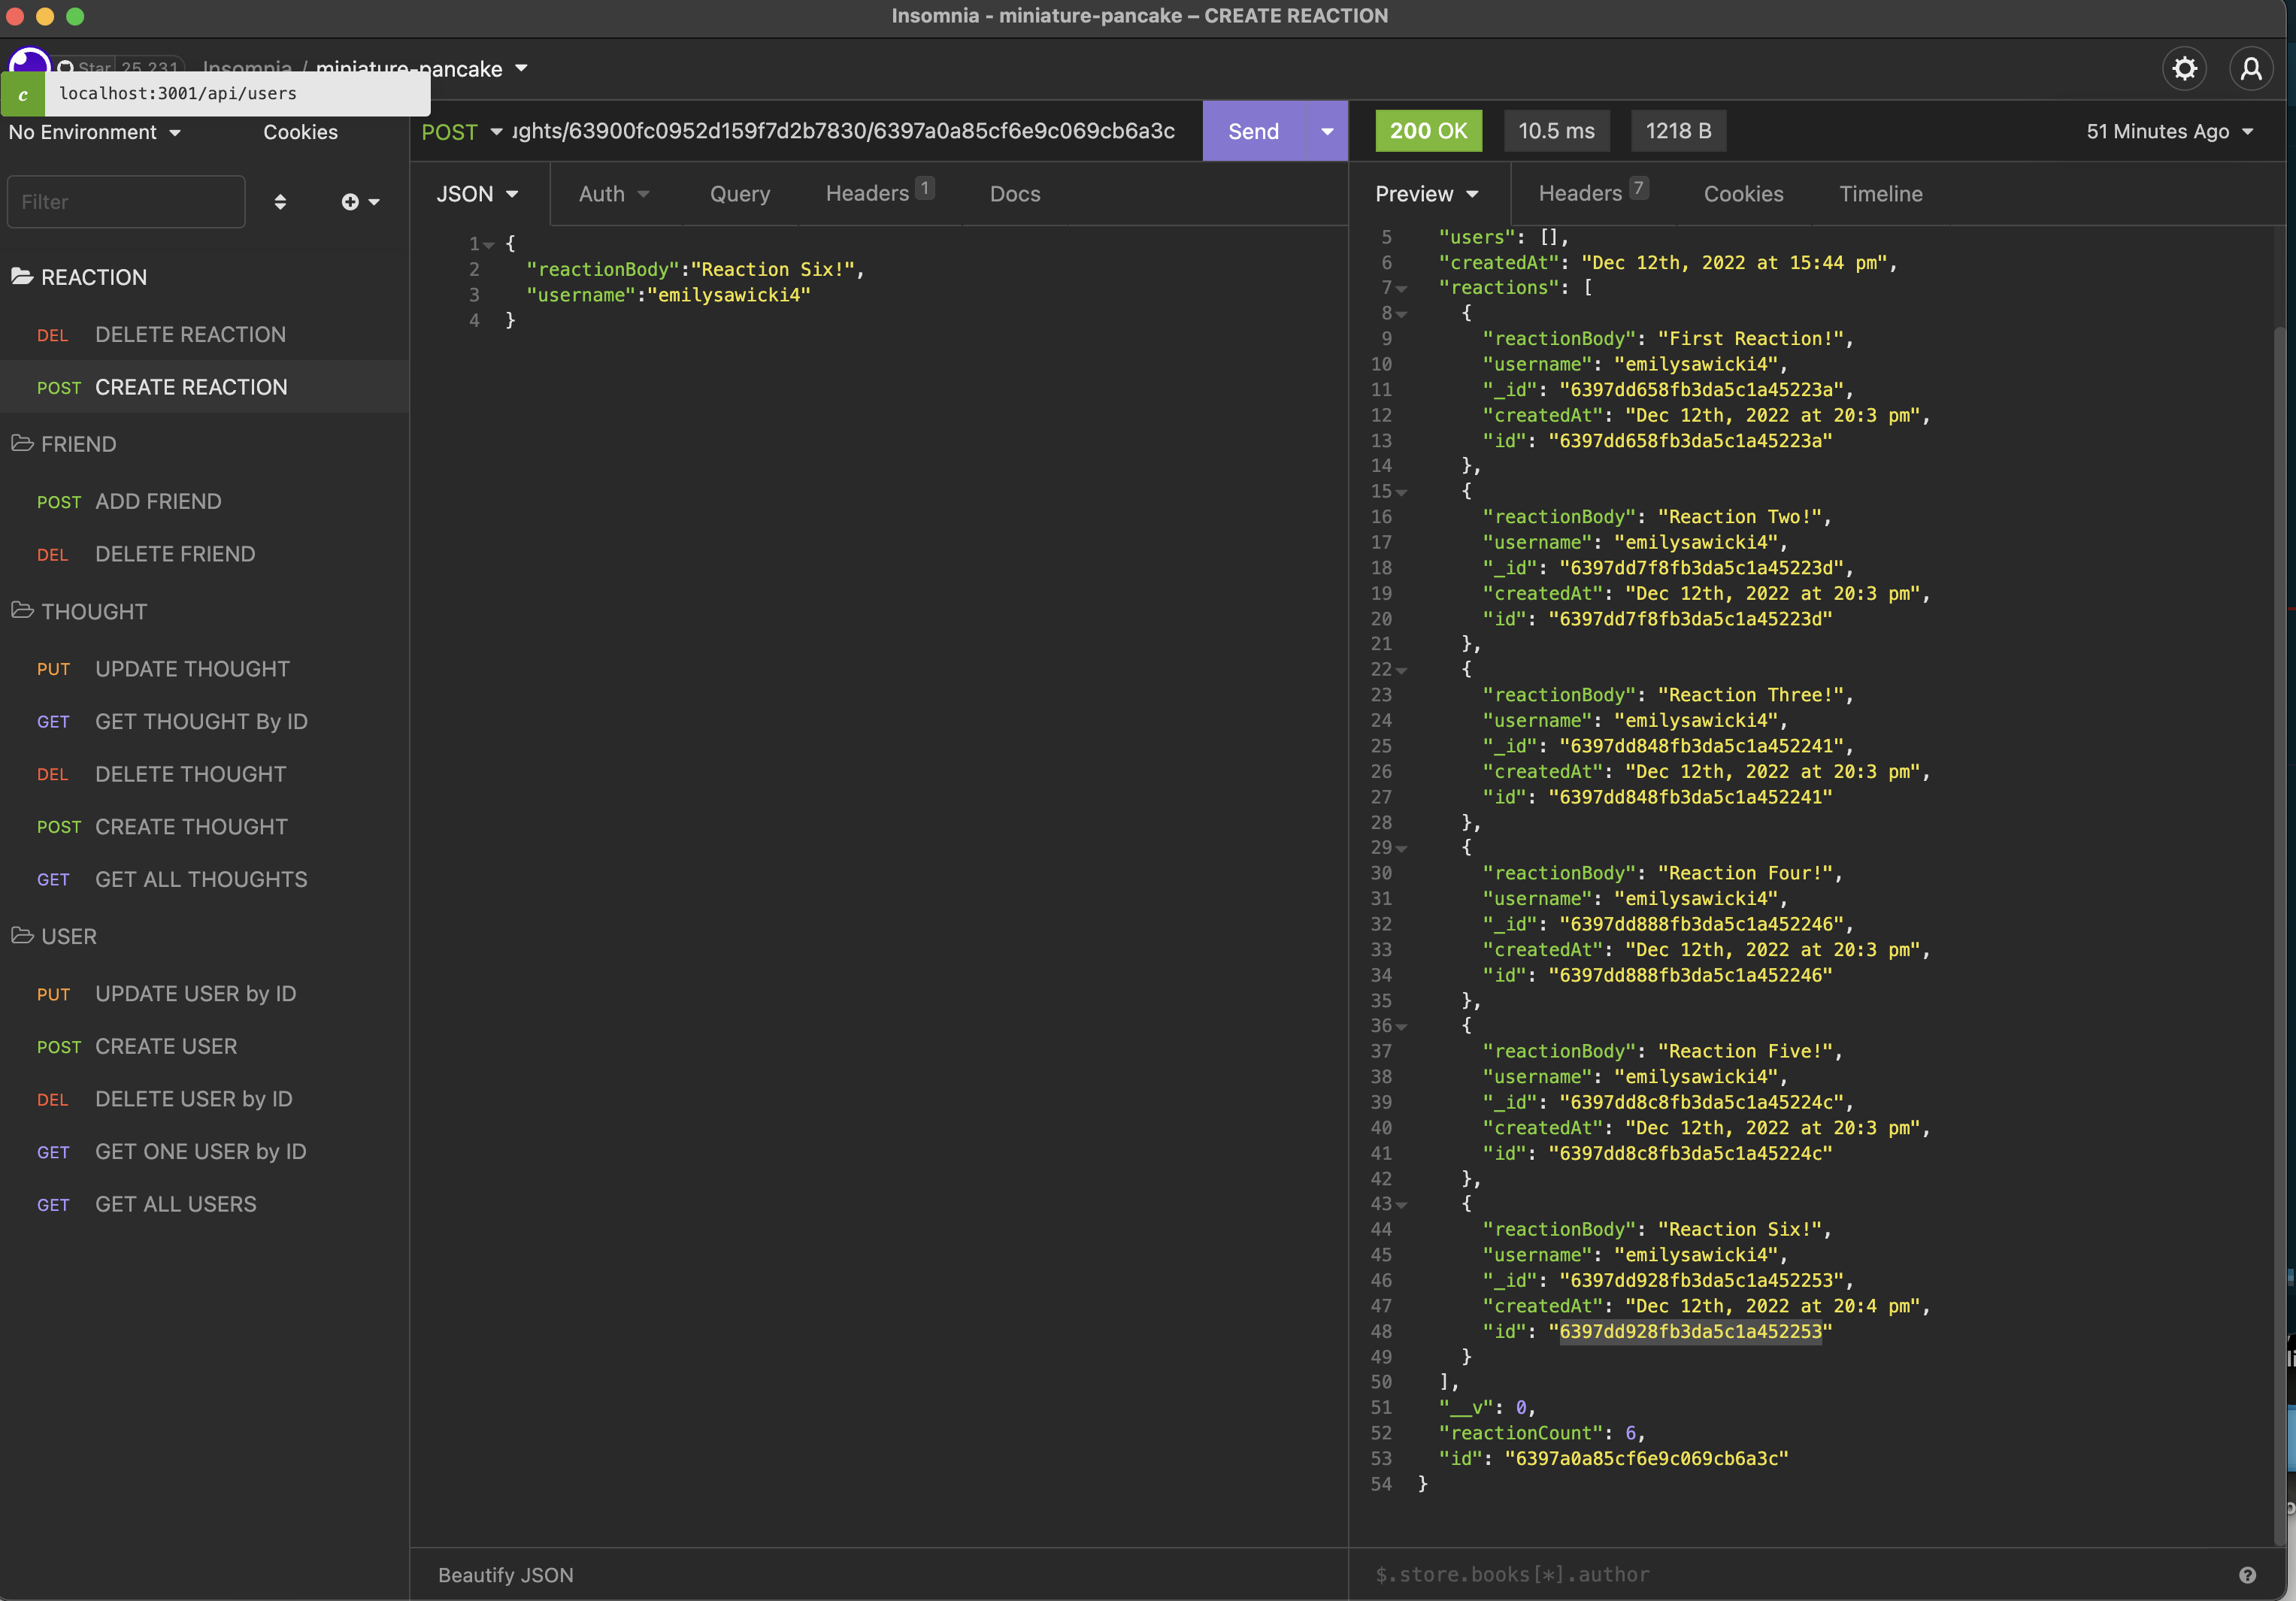 Insomnia - miniature-pancake – CREATE REACTION
Star 25,231 Insomnia / miniature-pancake
c localhost:3001/api/users
No Environment Cookies
Filter
REACTION
DEL DELETE REACTION
POST CREATE REACTION
FRIEND
POST ADD FRIEND
DEL DELETE FRIEND
THOUGHT
PUT UPDATE THOUGHT
GET GET THOUGHT By ID
DEL DELETE THOUGHT
POST CREATE THOUGHT
GET GET ALL THOUGHTS
USER
PUT UPDATE USER by ID
POST CREATE USER
DEL DELETE USER by ID
GET GET ONE USER by ID
GET GET ALL USERS
POST ughts/63900fc0952d159f7d2b7830/6397a0a85cf6e9c069cb6a3c Send
JSON Auth Query Headers 1 Docs
1 {
2 "reactionBody":"Reaction Six!",
3 "username":"emilysawicki4"
4 }
Beautify JSON
200 OK 10.5 ms 1218 B 51 Minutes Ago
Preview Headers 7 Cookies Timeline
5 "users": [],
6 "createdAt": "Dec 12th, 2022 at 15:44 pm",
7 "reactions": [
8 {
9 "reactionBody": "First Reaction!",
10 "username": "emilysawicki4",
11 "_id": "6397dd658fb3da5c1a45223a",
12 "createdAt": "Dec 12th, 2022 at 20:3 pm",
13 "id": "6397dd658fb3da5c1a45223a"
14 },
15 {
16 "reactionBody": "Reaction Two!",
17 "username": "emilysawicki4",
18 "_id": "6397dd7f8fb3da5c1a45223d",
19 "createdAt": "Dec 12th, 2022 at 20:3 pm",
20 "id": "6397dd7f8fb3da5c1a45223d"
21 },
22 {
23 "reactionBody": "Reaction Three!",
24 "username": "emilysawicki4",
25 "_id": "6397dd848fb3da5c1a452241",
26 "createdAt": "Dec 12th, 2022 at 20:3 pm",
27 "id": "6397dd848fb3da5c1a452241"
28 },
29 {
30 "reactionBody": "Reaction Four!",
31 "username": "emilysawicki4",
32 "_id": "6397dd888fb3da5c1a452246",
33 "createdAt": "Dec 12th, 2022 at 20:3 pm",
34 "id": "6397dd888fb3da5c1a452246"
35 },
36 {
37 "reactionBody": "Reaction Five!",
38 "username": "emilysawicki4",
39 "_id": "6397dd8c8fb3da5c1a45224c",
40 "createdAt": "Dec 12th, 2022 at 20:3 pm",
41 "id": "6397dd8c8fb3da5c1a45224c"
42 },
43 {
44 "reactionBody": "Reaction Six!",
45 "username": "emilysawicki4",
46 "_id": "6397dd928fb3da5c1a452253",
47 "createdAt": "Dec 12th, 2022 at 20:4 pm",
48 "id": "6397dd928fb3da5c1a452253"
49 }
50 ],
51 "__v": 0,
52 "reactionCount": 6,
53 "id": "6397a0a85cf6e9c069cb6a3c"
54 }
$.store.books[*].author